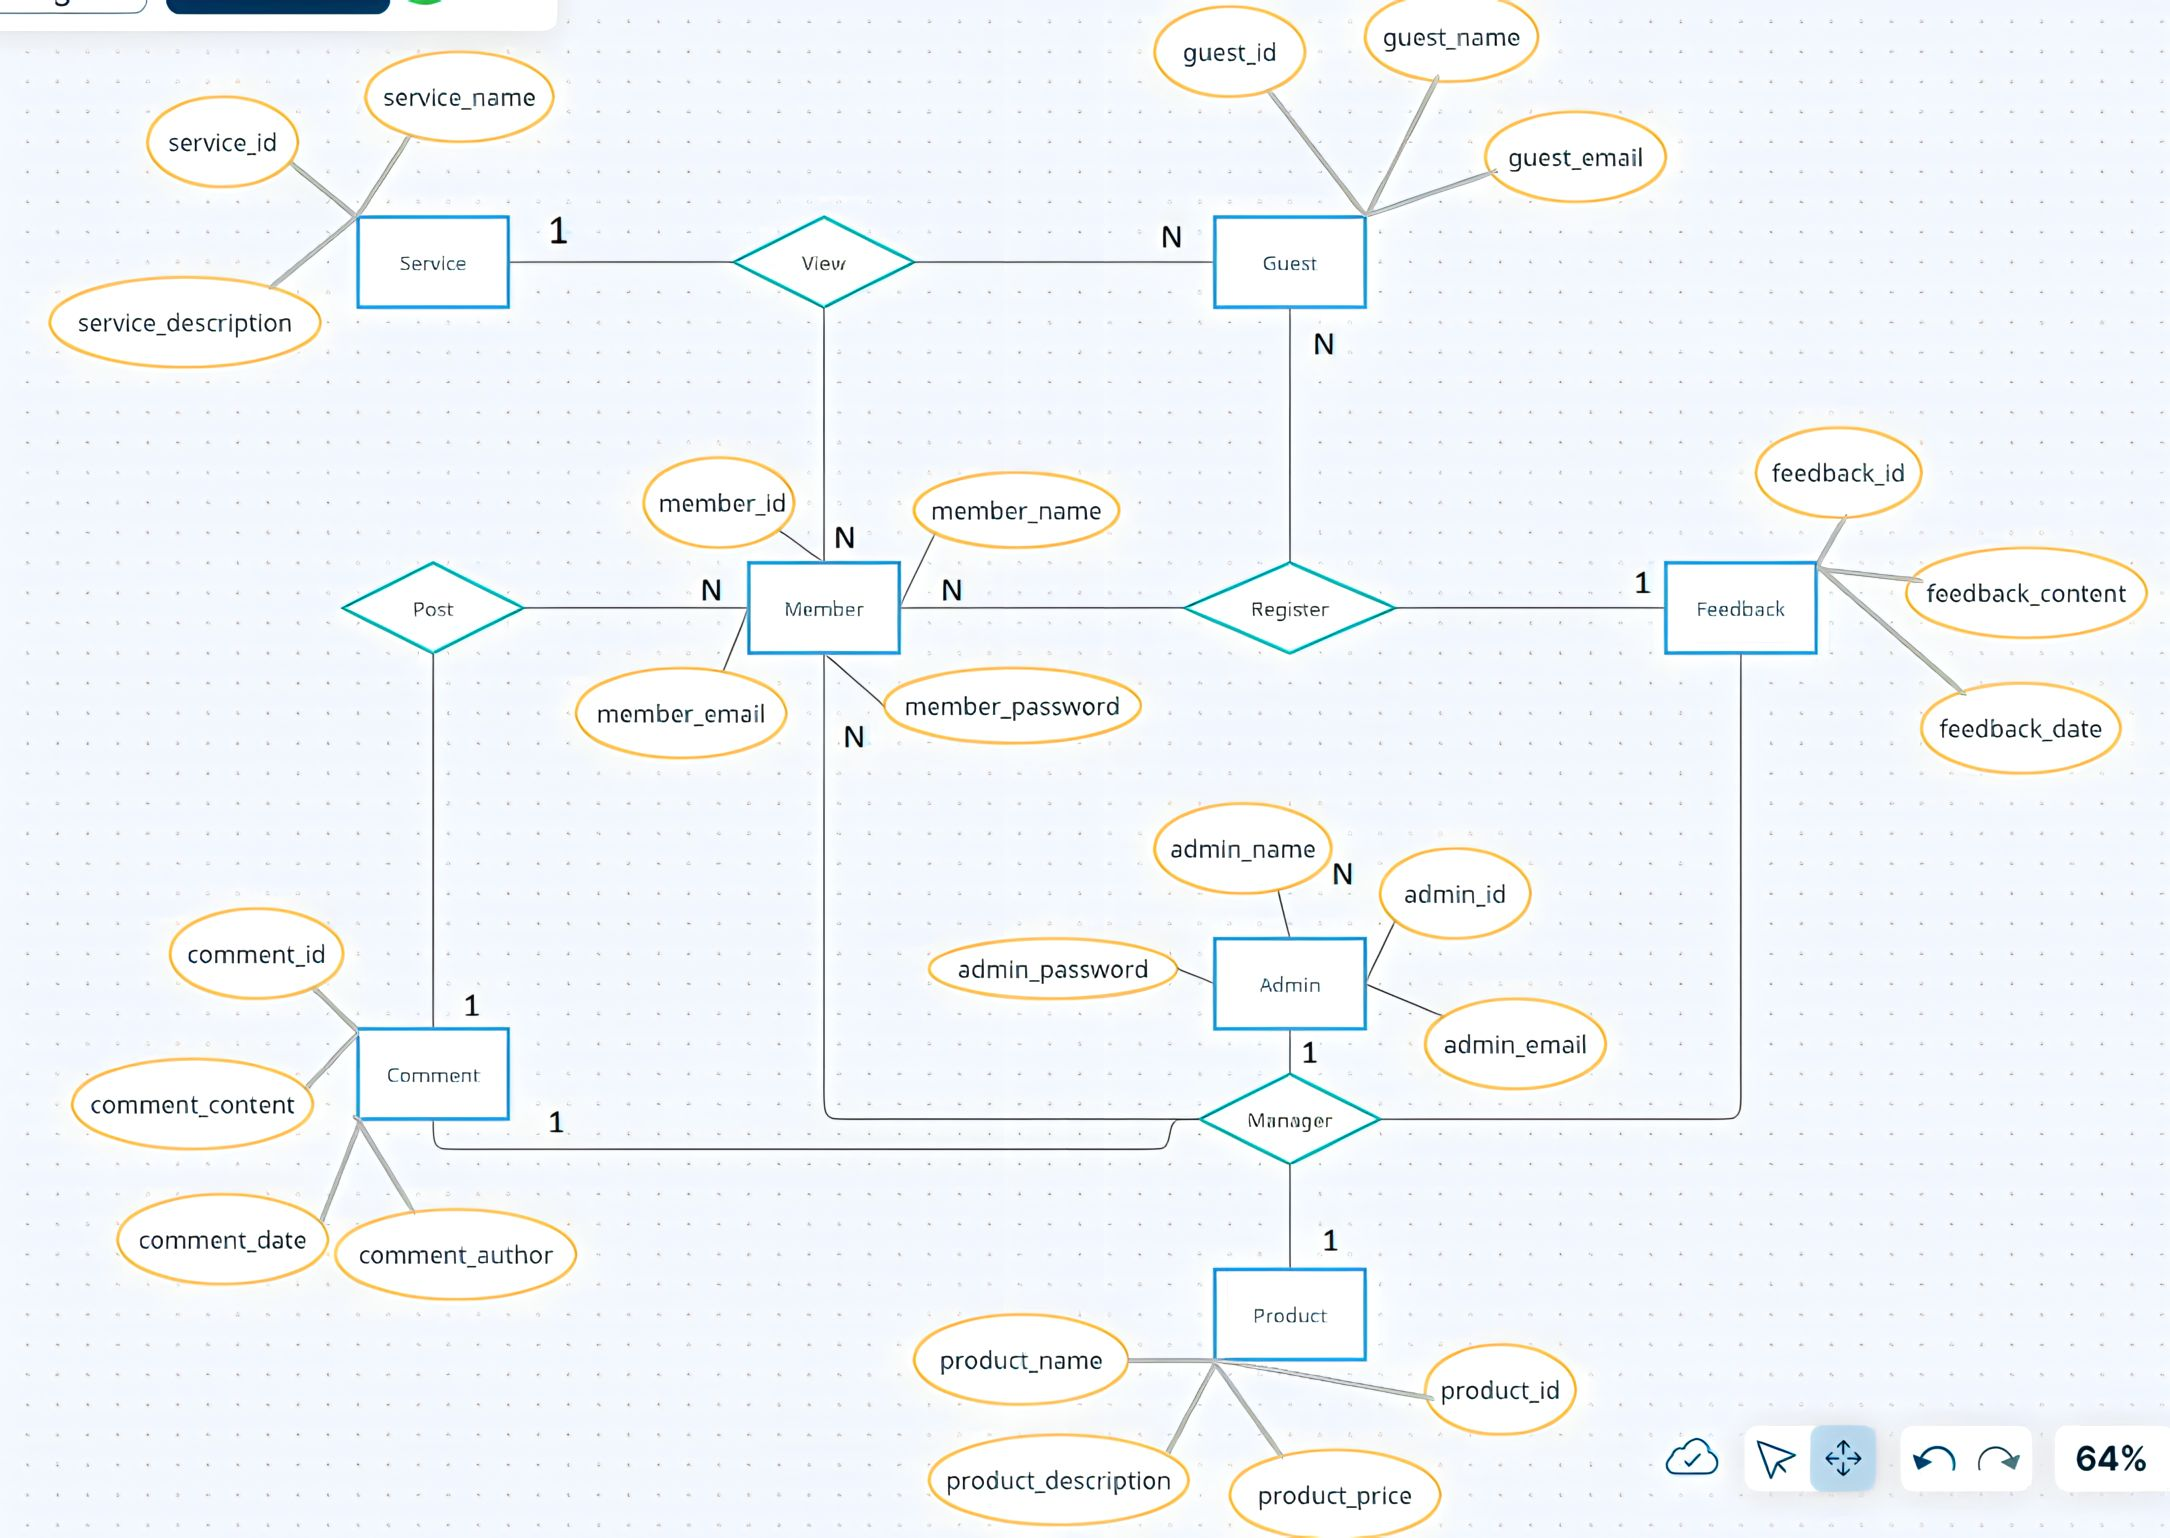 guest_name
guest_id
service_name
service_id
guest_email
1
N
Service
View
Guest
service_description
N
feedback_id
member_id
member_name
N
N
N
1
feedback_content
Post
Member
Register
Feedback
member_email
member_password
N
feedback_date
admin_name
N
admin_id
comment_id
admin_password
Admin
1
admin_email
1
Comment
comment_content
1
Manager
comment_date
comment_author
1
Product
product_name
product_id
product_description
product_price
64%